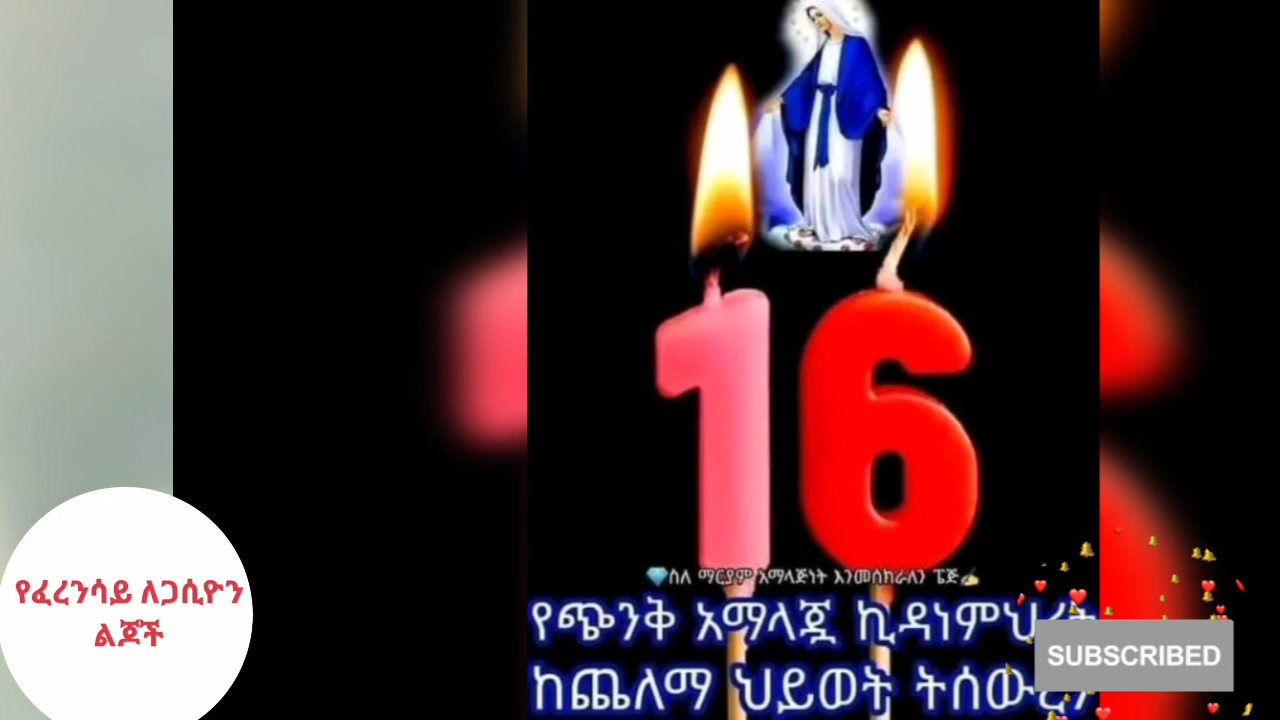 16
💎ስለ ማርያም አማላጅነት እንመሰክራለን ፔጅ✍
የጭንቅ አማላጇ ኪዳነምህረት
ከጨለማ ህይወት ትሰውረን
የፈረንሳይ ለጋሲዮን
ልጆች
SUBSCRIBED